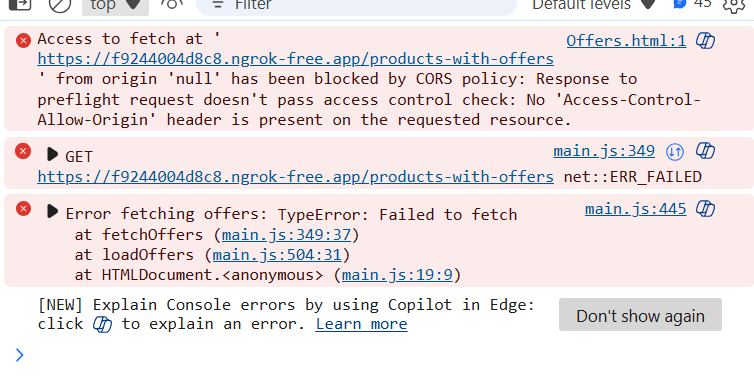 top Filter Default levels 45
Access to fetch at ' Offers.html:1
https://f9244004d8c8.ngrok-free.app/products-with-offers
' from origin 'null' has been blocked by CORS policy: Response to
preflight request doesn't pass access control check: No 'Access-Control-
Allow-Origin' header is present on the requested resource.
GET main.js:349
https://f9244004d8c8.ngrok-free.app/products-with-offers net::ERR_FAILED
Error fetching offers: TypeError: Failed to fetch main.js:445
at fetchOffers (main.js:349:37)
at loadOffers (main.js:504:31)
at HTMLDocument.<anonymous> (main.js:19:9)
[NEW] Explain Console errors by using Copilot in Edge:
click to explain an error. Learn more
Don't show again